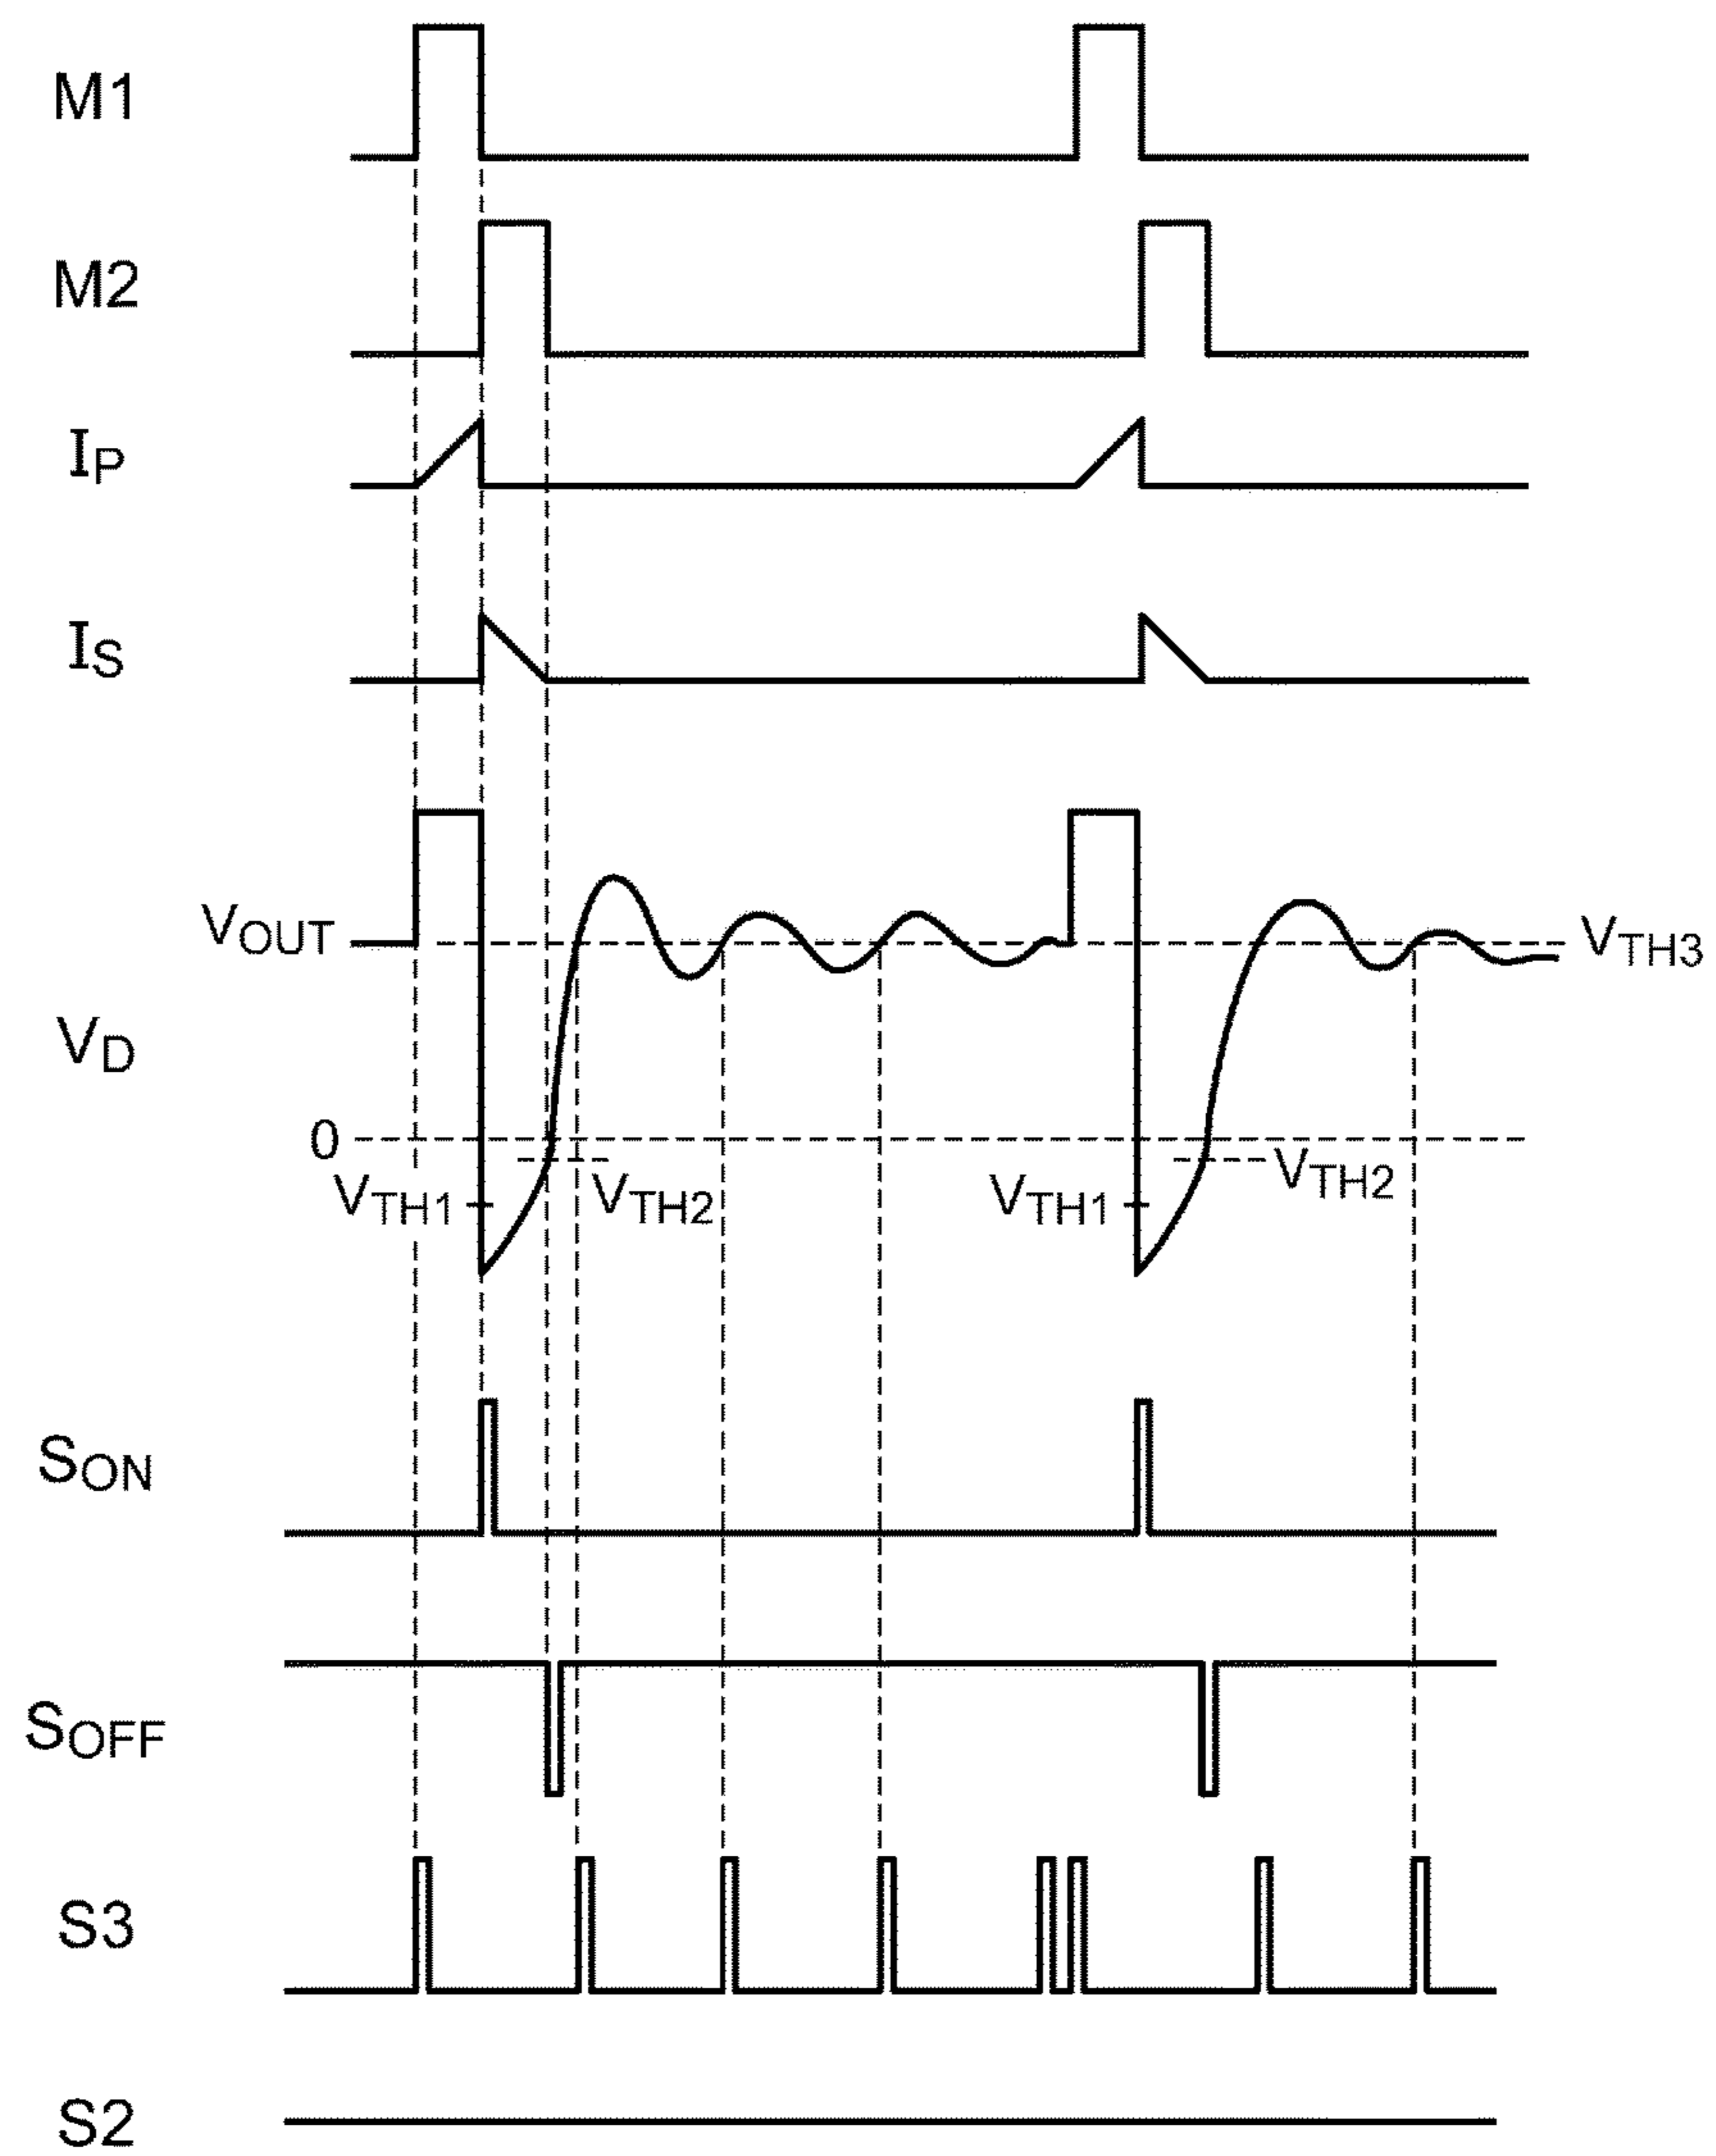 M1
M2
IP
IS
VOUT
VTH3
VD
0
VTH1
VTH2
VTH1
VTH2
SON
SOFF
S3
S2